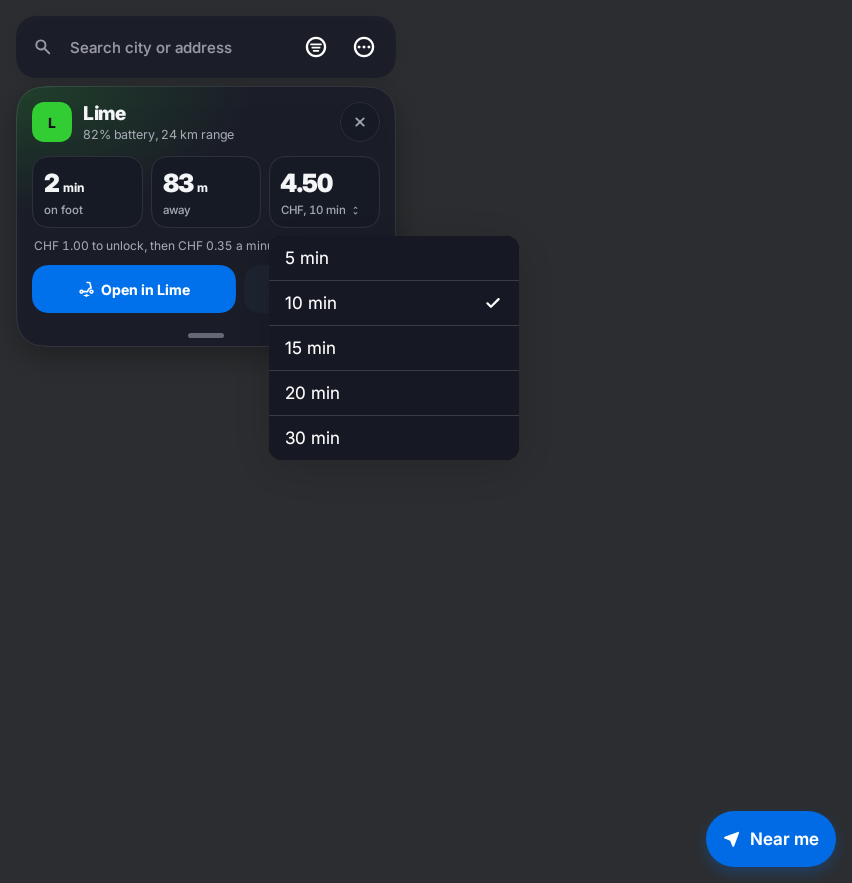 Search city or address
L
Lime
82% battery, 24 km range
2 min
on foot
83 m
away
4.50
CHF, 10 min
CHF 1.00 to unlock, then CHF 0.35 a
Open in Lime
5 min
10 min
15 min
20 min
30 min
Near me